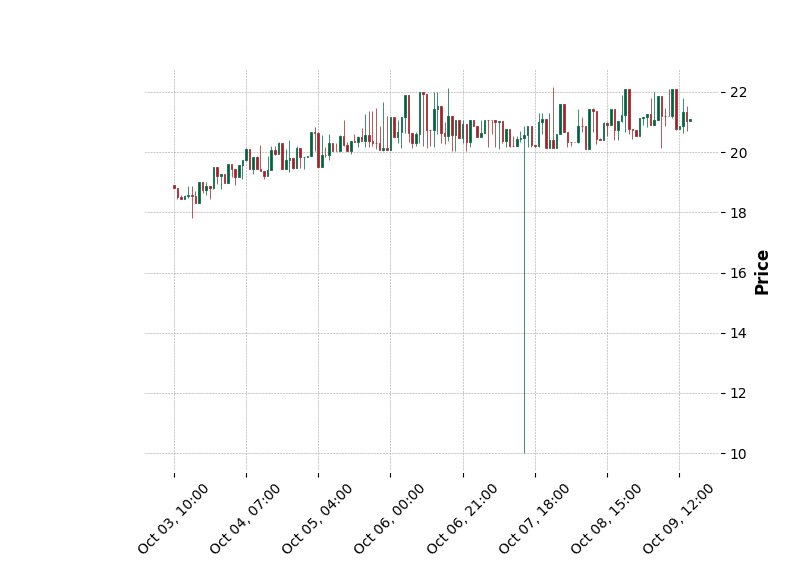 22
20
18
16
14
12
10
Price
Oct 03, 10:00
Oct 04, 07:00
Oct 05, 04:00
Oct 06, 00:00
Oct 06, 21:00
Oct 07, 18:00
Oct 08, 15:00
Oct 09, 12:00